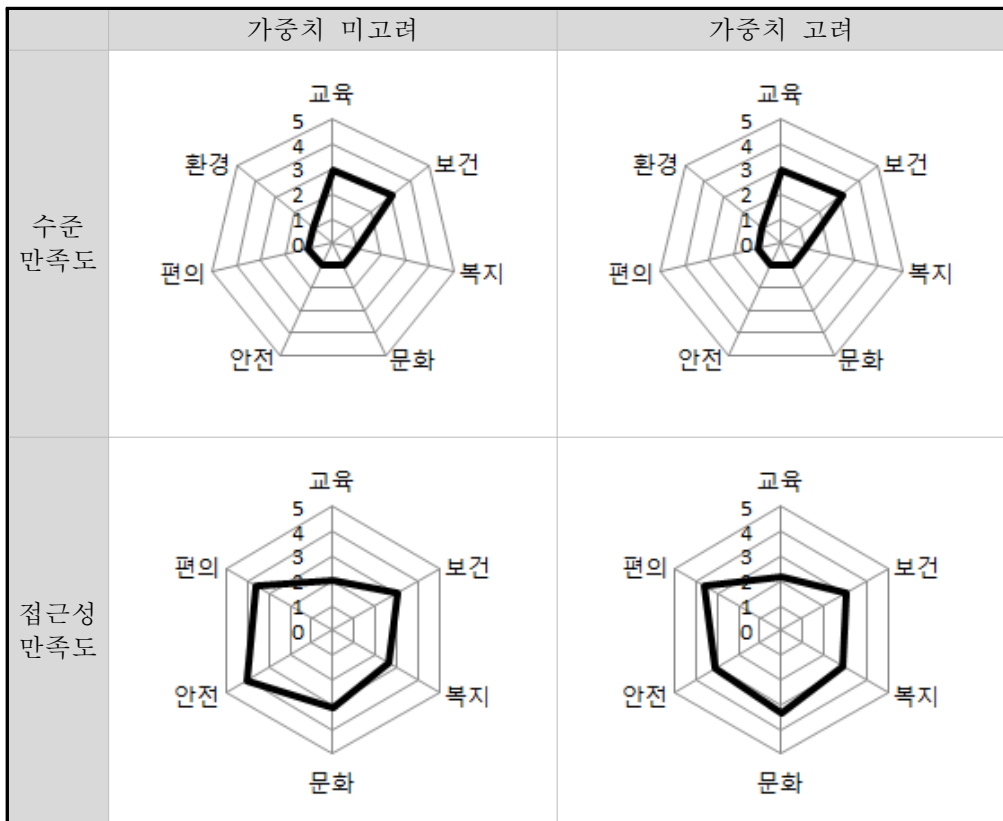 가중치 미고려
가중치 고려
수준
만족도
교육
보건
복지
문화
안전
편의
환경
5
4
3
2
1
0
교육
보건
복지
문화
안전
편의
환경
5
4
3
2
1
0
접근성
만족도
교육
보건
복지
문화
안전
편의
5
4
3
2
1
0
교육
보건
복지
문화
안전
편의
5
4
3
2
1
0